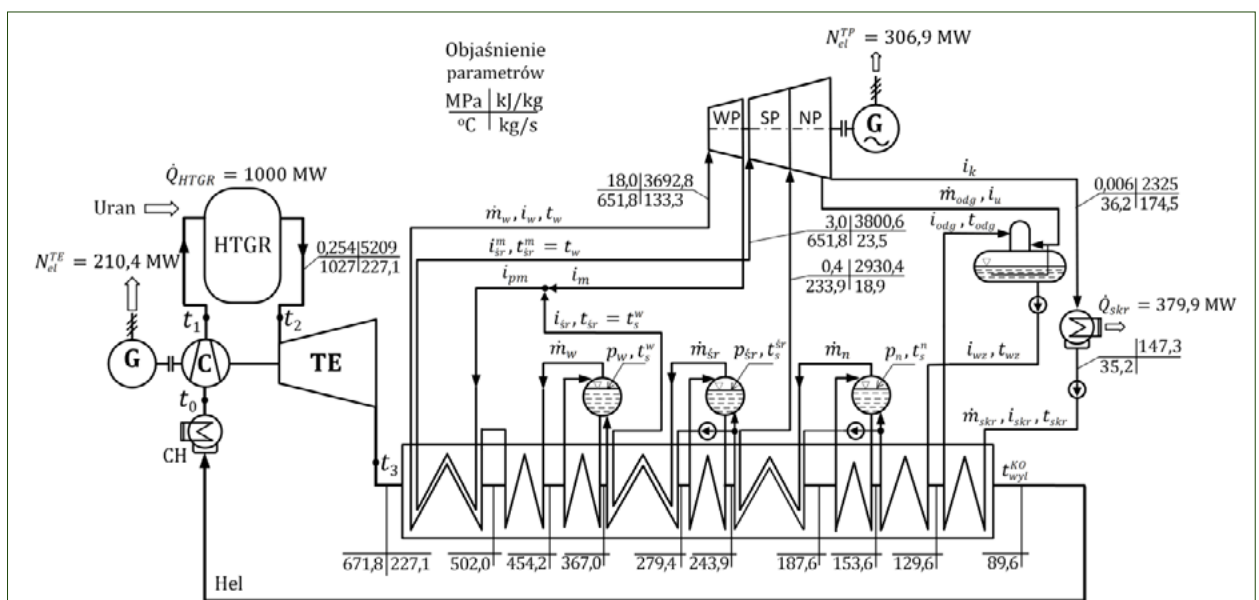 Objaśnienie
parametrów
MPa | kJ/kg
°C | kg/s
N_el^TP = 306,9 MW
WP SP NP
G
Q̇_HTGR = 1000 MW
Uran
HTGR
N_el^TE = 210,4 MW
0,254 | 5209
1027 | 227,1
18,0 | 3692,8
651,8 | 133,3
ṁ_w, i_w, t_w
i_śr^m, t_śr^m = t_w
i_pm
i_m
i_śr, t_śr = t_s^w
3,0 | 3800,6
651,8 | 23,5
0,4 | 2930,4
233,9 | 18,9
i_k
ṁ_odg, i_u
i_odg, t_odg
0,006 | 2325
36,2 | 174,5
Q̇_skr = 379,9 MW
147,3
35,2
t_1
t_2
G
C
TE
t_0
CH
t_3
ṁ_w
p_w, t_s^w
ṁ_śr
p_śr, t_s^śr
ṁ_n
p_n, t_s^n
i_wz, t_wz
ṁ_skr, i_skr, t_skr
t_wyl^KO
671,8 | 227,1
502,0
454,2
367,0
279,4
243,9
187,6
153,6
129,6
89,6
Hel